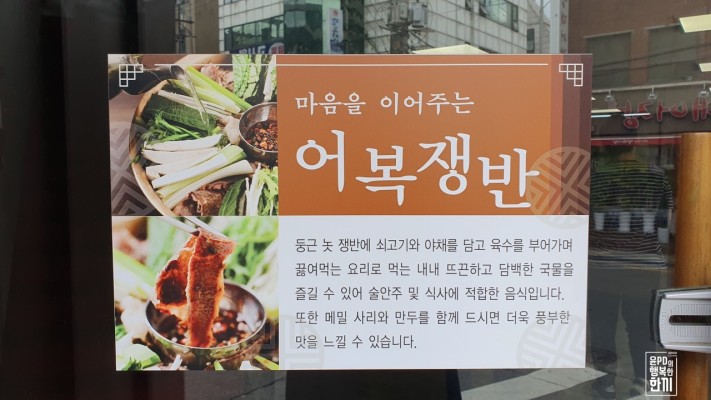 마음을 이어주는
어복쟁반
둥근 놋 쟁반에 쇠고기와 야채를 담고 육수를 부어가며
끓여먹는 요리로 먹는 내내 뜨끈하고 담백한 국물을
즐길 수 있어 술안주 및 식사에 적합한 음식입니다.
또한 메밀 사리와 만두를 함께 드시면 더욱 풍부한
맛을 느낄 수 있습니다.
윤PD의
행복한
한끼